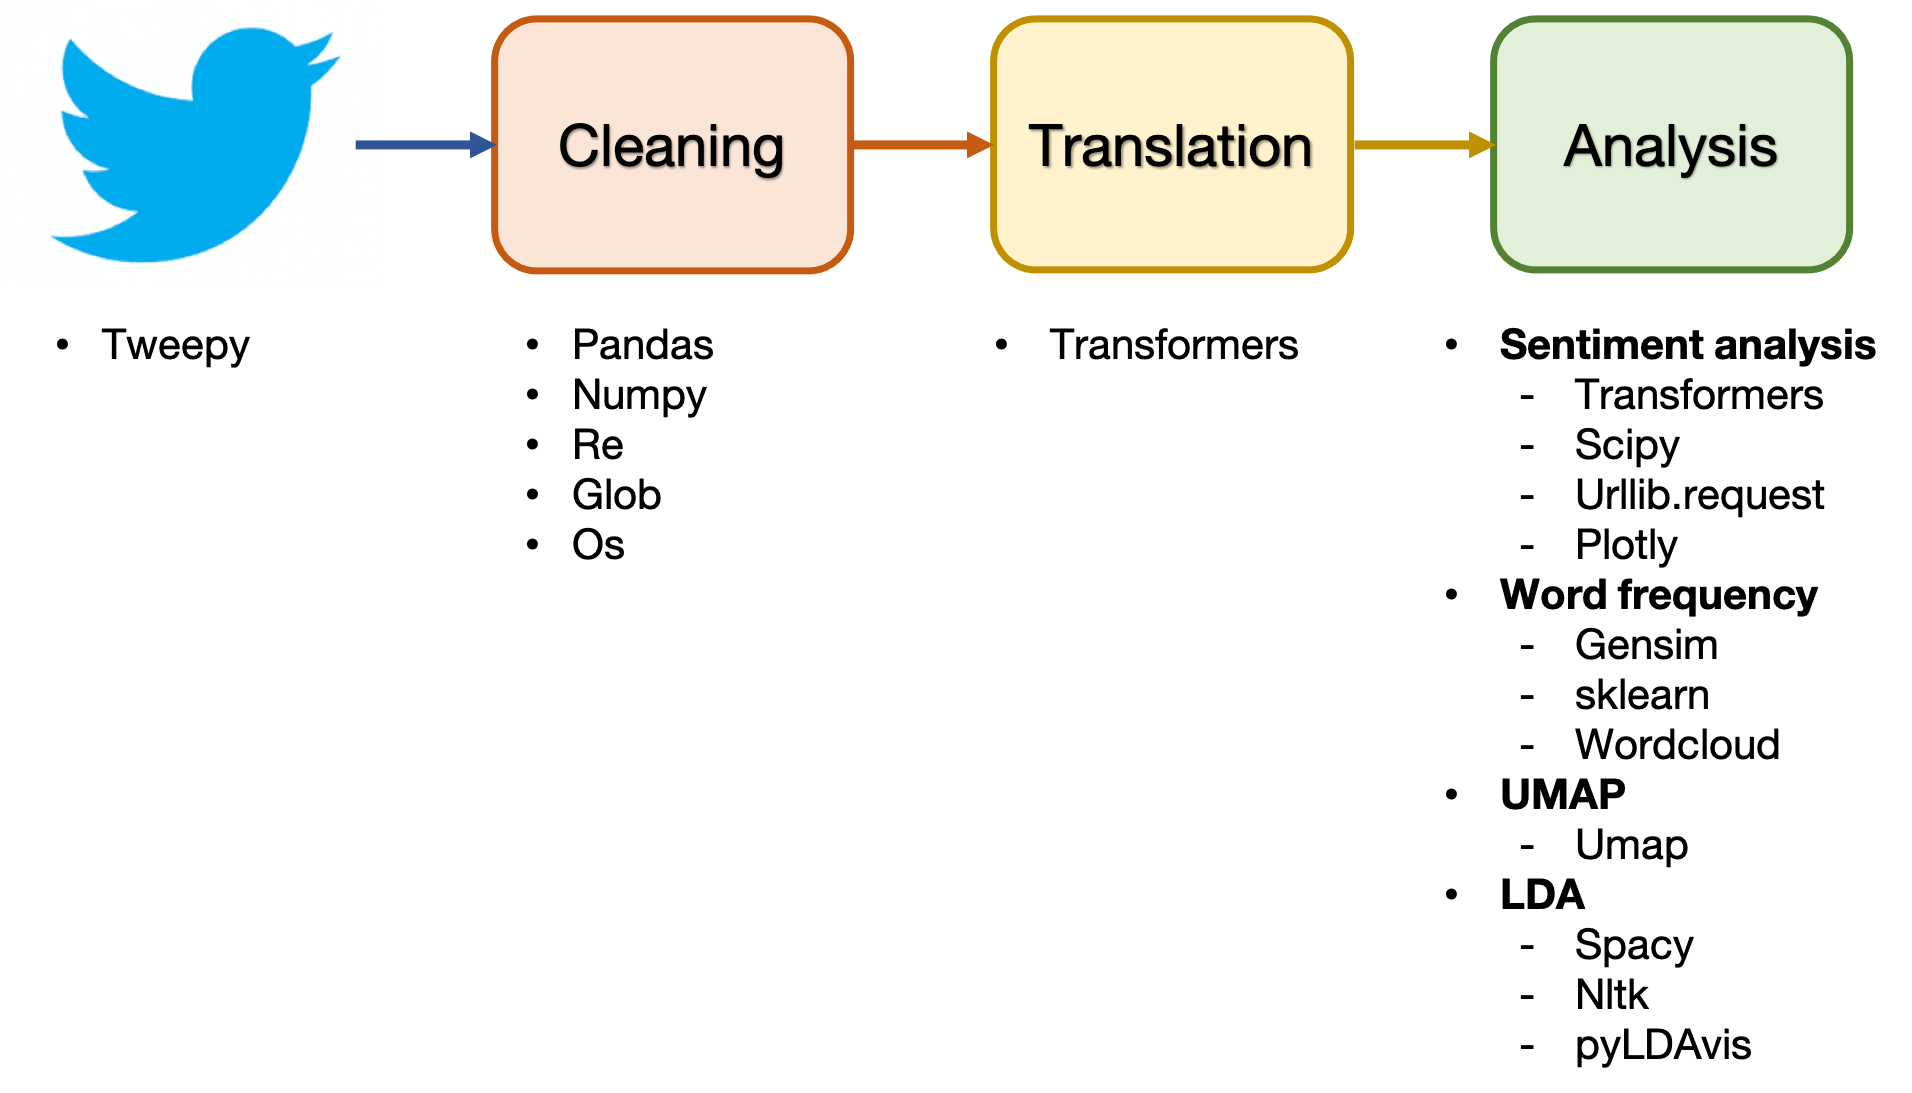 Cleaning
Translation
Analysis
• Tweepy
• Pandas
• Numpy
• Re
• Glob
• Os
• Transformers
• Sentiment analysis
- Transformers
- Scipy
- Urllib.request
- Plotly
• Word frequency
- Gensim
- sklearn
- Wordcloud
• UMAP
- Umap
• LDA
- Spacy
- Nltk
- pyLDAvis